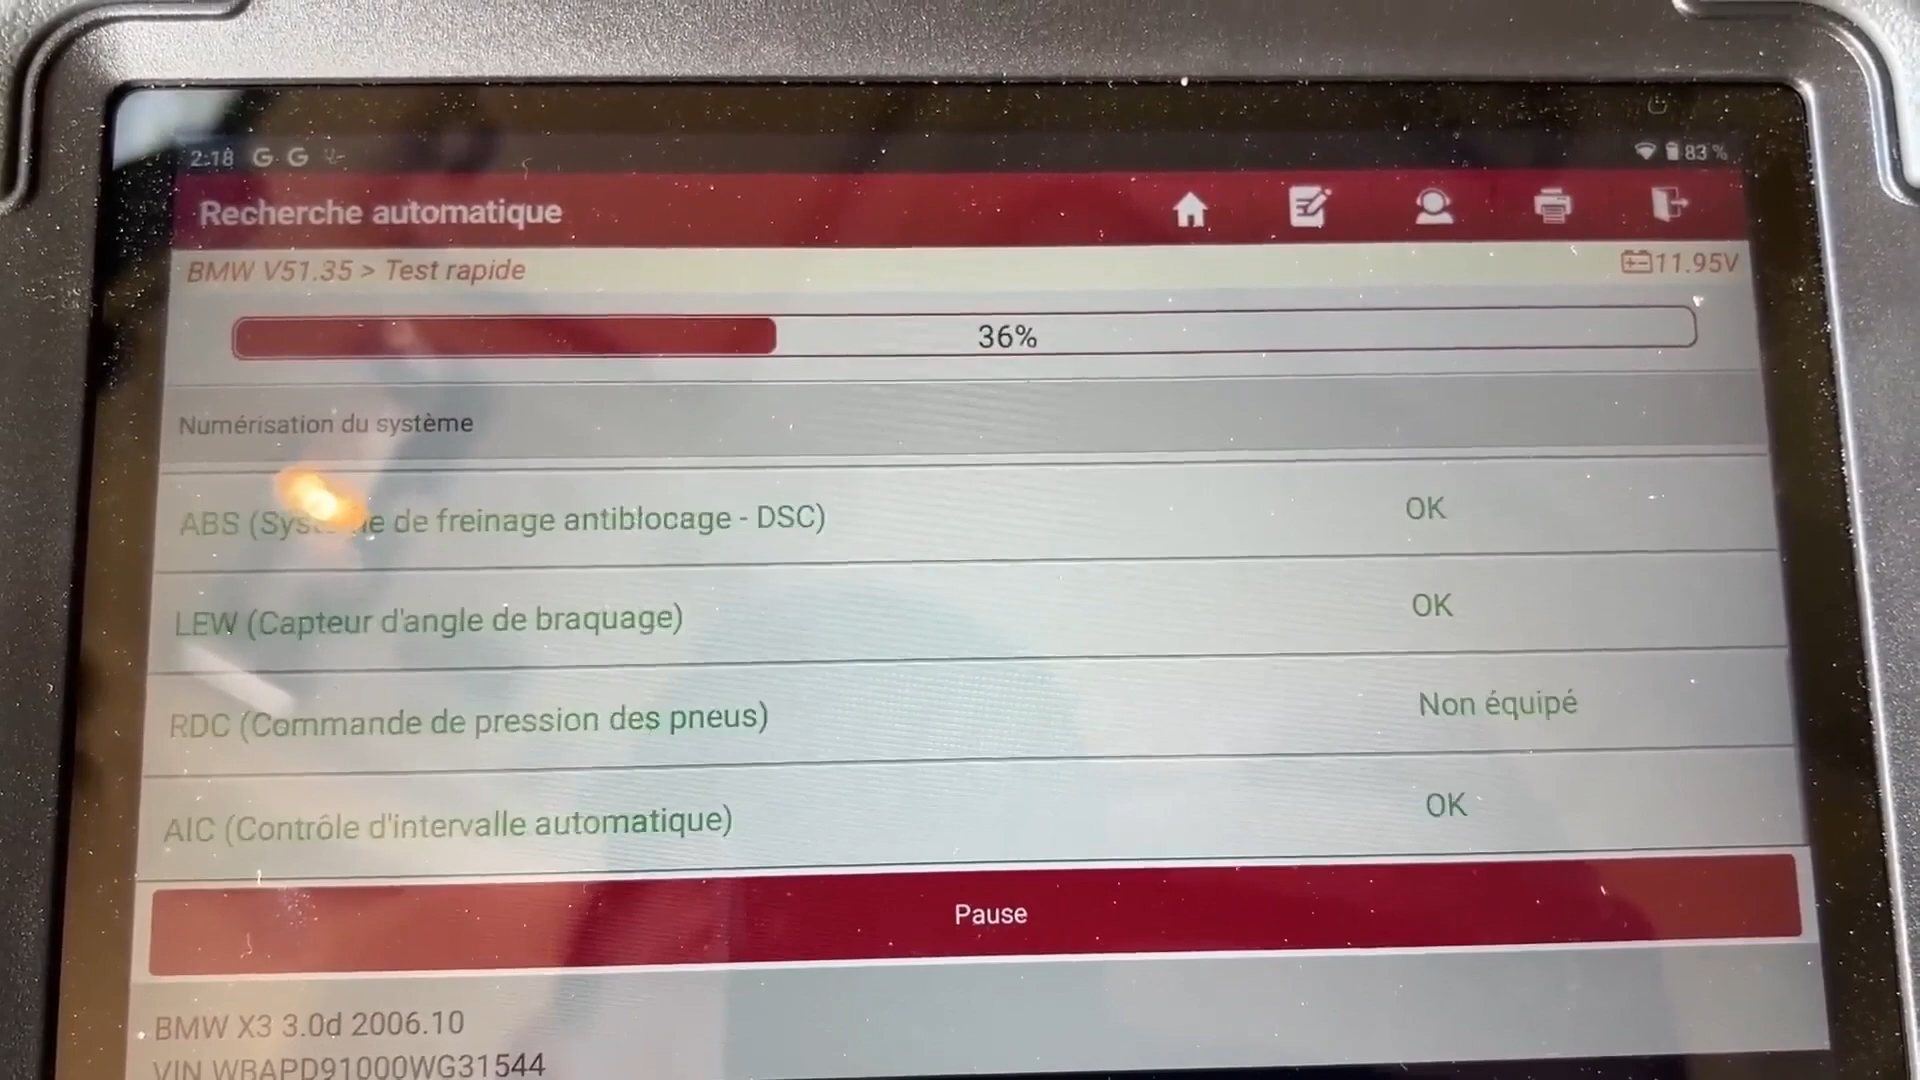 2:18 G G
83 %
Recherche automatique
BMW V51.35 > Test rapide
11.95V
36%
Numérisation du système
ABS (Système de freinage antiblocage - DSC) OK
LEW (Capteur d'angle de braquage) OK
RDC (Commande de pression des pneus) Non équipé
AIC (Contrôle d'intervalle automatique) OK
Pause
BMW X3 3.0d 2006.10
VIN WBAPD91000WG31544